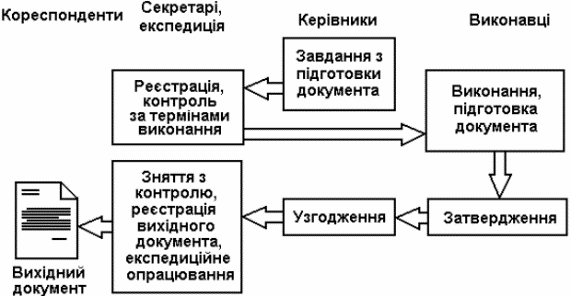 Кореспонденти
Секретарі,
експедиція
Керівники
Виконавці
Завдання з
підготовки
документа
Реєстрація,
контроль
за термінами
виконання
Виконання,
підготовка
документа
Зняття з
контролю,
реєстрація
вихідного
документа,
експедиційне
опрацювання
Узгодження
Затвердження
Вихідний
документ